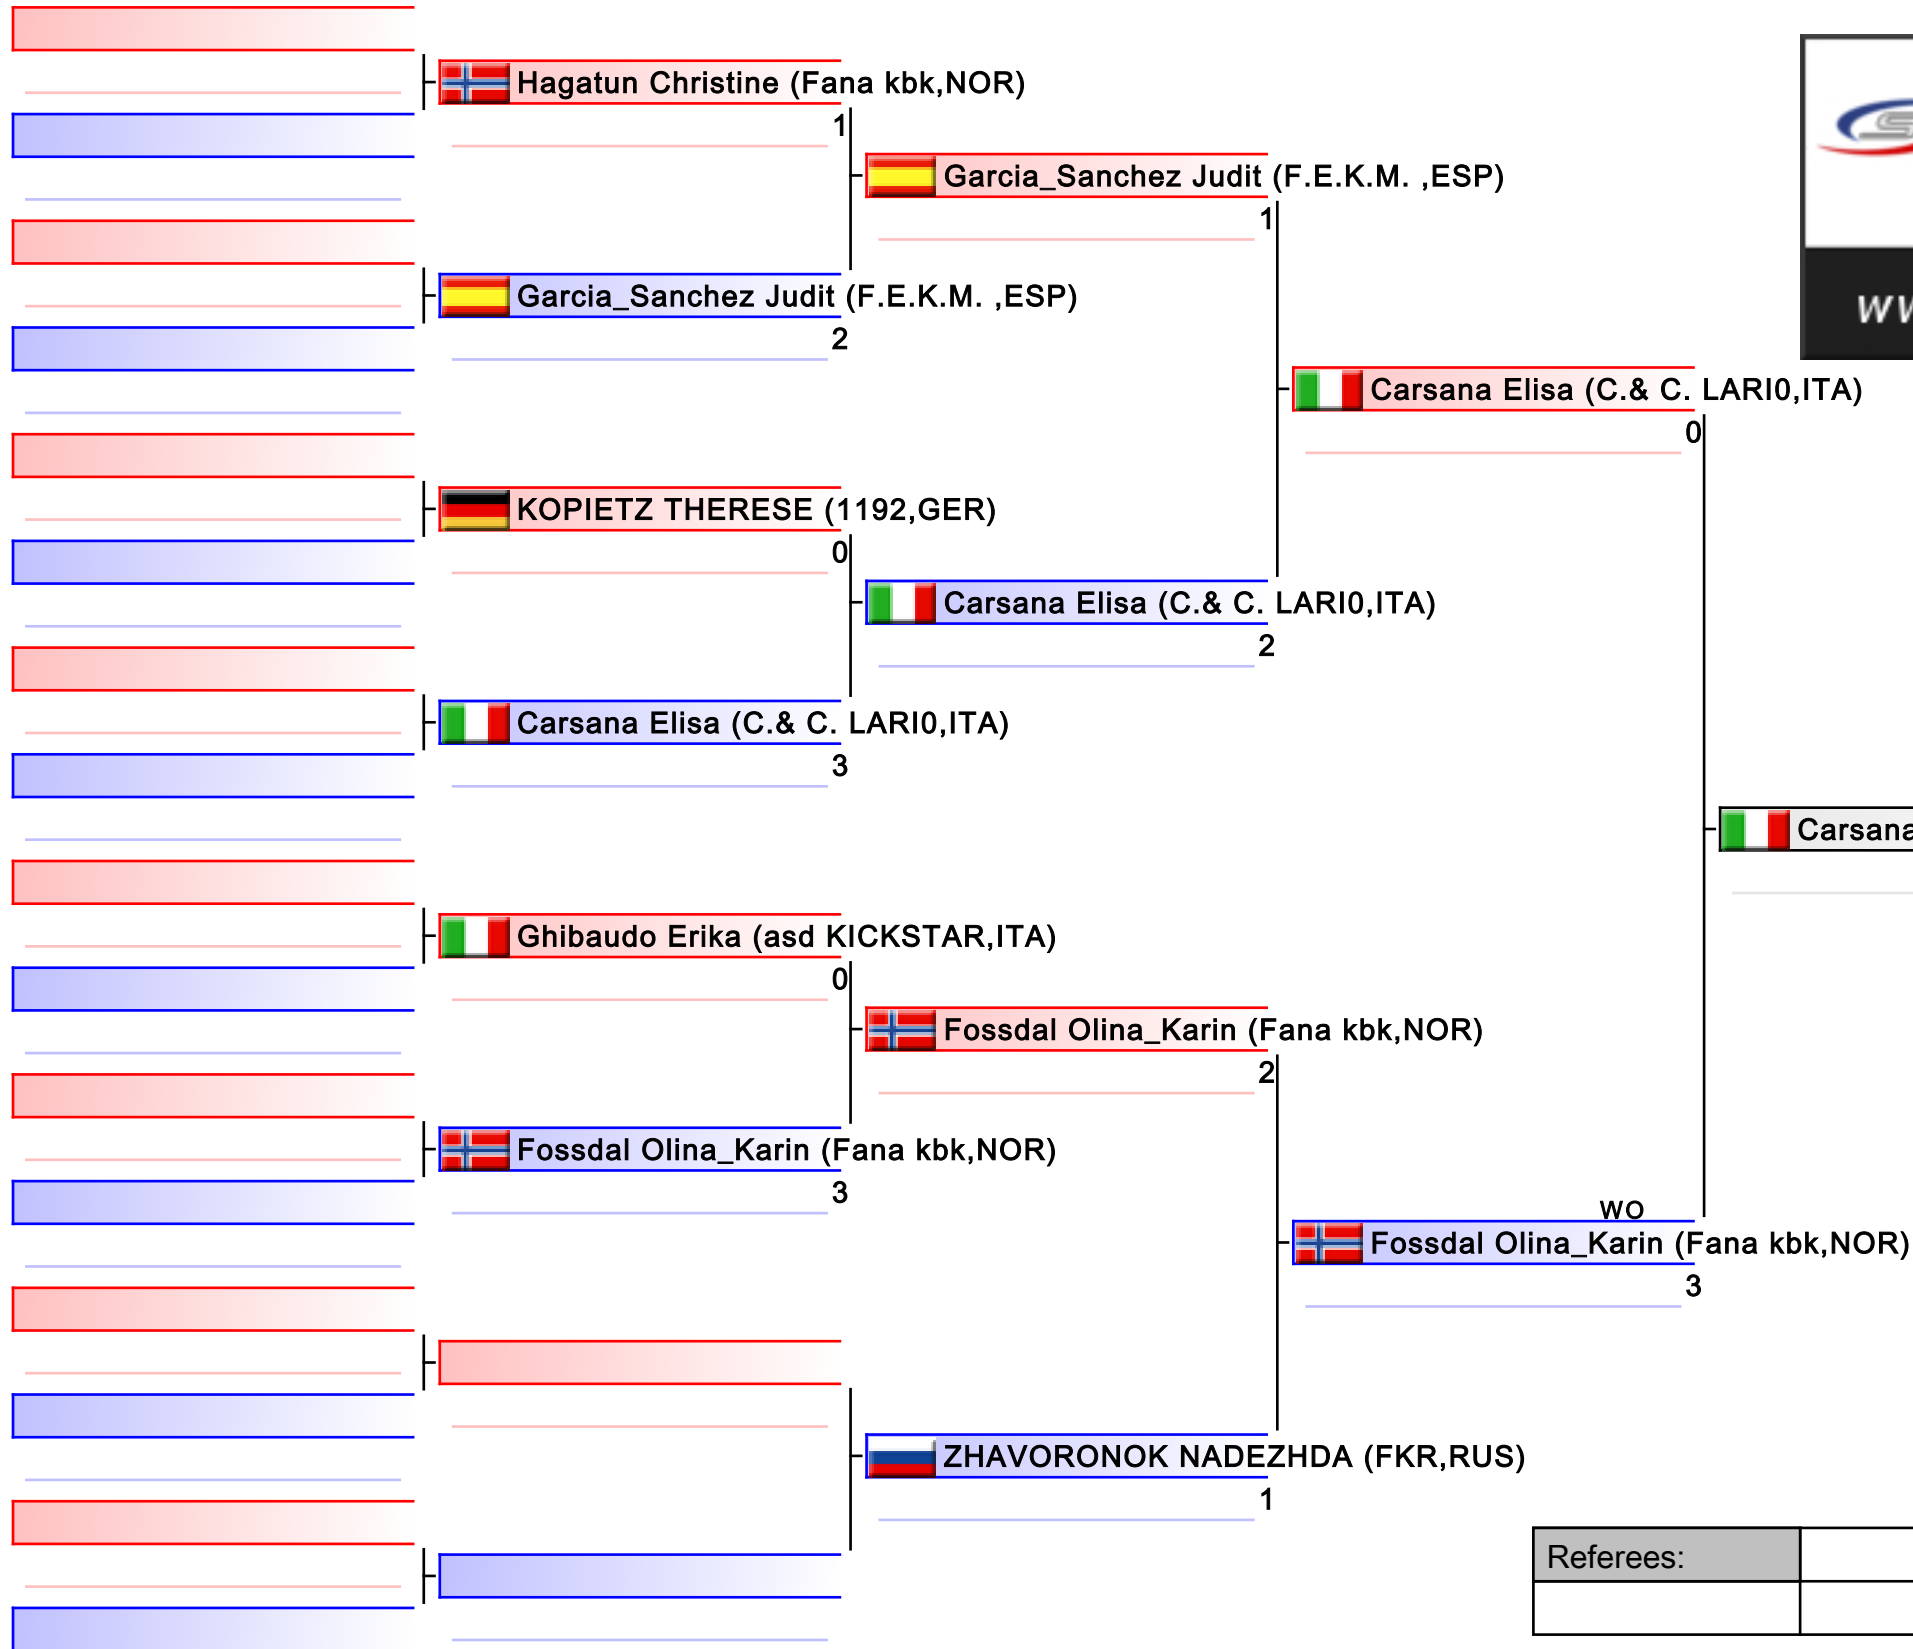 Hagatun Christine (Fana kbk,NOR)
1
Garcia_Sanchez Judit (F.E.K.M. ,ESP)
1
Garcia_Sanchez Judit (F.E.K.M. ,ESP)
2
Carsana Elisa (C.& C. LARI0,ITA)
0
KOPIETZ THERESE (1192,GER)
0
Carsana Elisa (C.& C. LARI0,ITA)
2
Carsana Elisa (C.& C. LARI0,ITA)
3
Carsana
Ghibaudo Erika (asd KICKSTAR,ITA)
0
Fossdal Olina_Karin (Fana kbk,NOR)
2
Fossdal Olina_Karin (Fana kbk,NOR)
3
WO
Fossdal Olina_Karin (Fana kbk,NOR)
3
ZHAVORONOK NADEZHDA (FKR,RUS)
1
Referees: